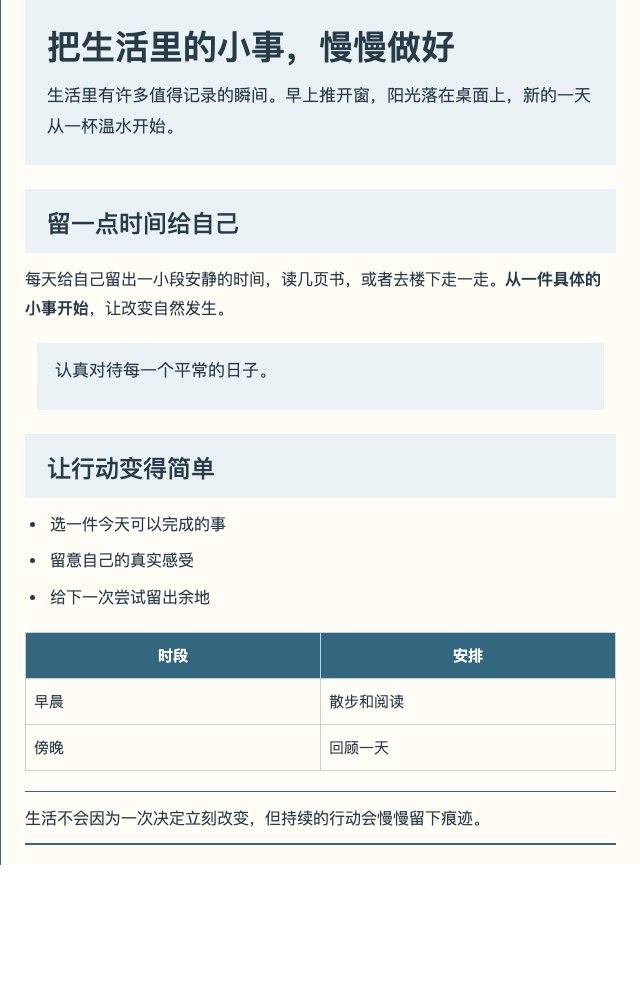 把生活里的小事，慢慢做好
生活里有许多值得记录的瞬间。早上推开窗，阳光落在桌面上，新的一天
从一杯温水开始。
留一点时间给自己
每天给自己留出一小段安静的时间，读几页书，或者去楼下走一走。从一件具体的
小事开始，让改变自然发生。
认真对待每一个平常的日子。
让行动变得简单
• 选一件今天可以完成的事
• 留意自己的真实感受
• 给下一次尝试留出余地
时段 安排
早晨 散步和阅读
傍晚 回顾一天
生活不会因为一次决定立刻改变，但持续的行动会慢慢留下痕迹。